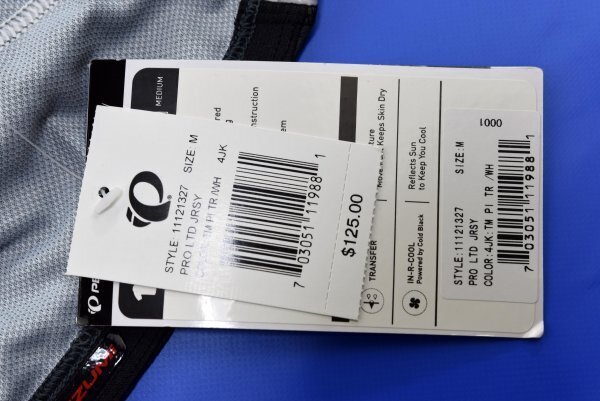 SIZE: M 4JK
STYLE: 11121327
PRO LTD JRSY
7 03051 11988 1
$125.00
MEDIUM
red
nstruction
em
Keeps Skin Dry
TRANSFER
IN-R-COOL
Powered by Cold Black
Reflects Sun
to Keep You Cool
1000
STYLE: 11121327 SIZE:M
PRO LTD JRSY
COLOR:4JK:TM PI TR /WH
7 03051 11988 1
ZUMI